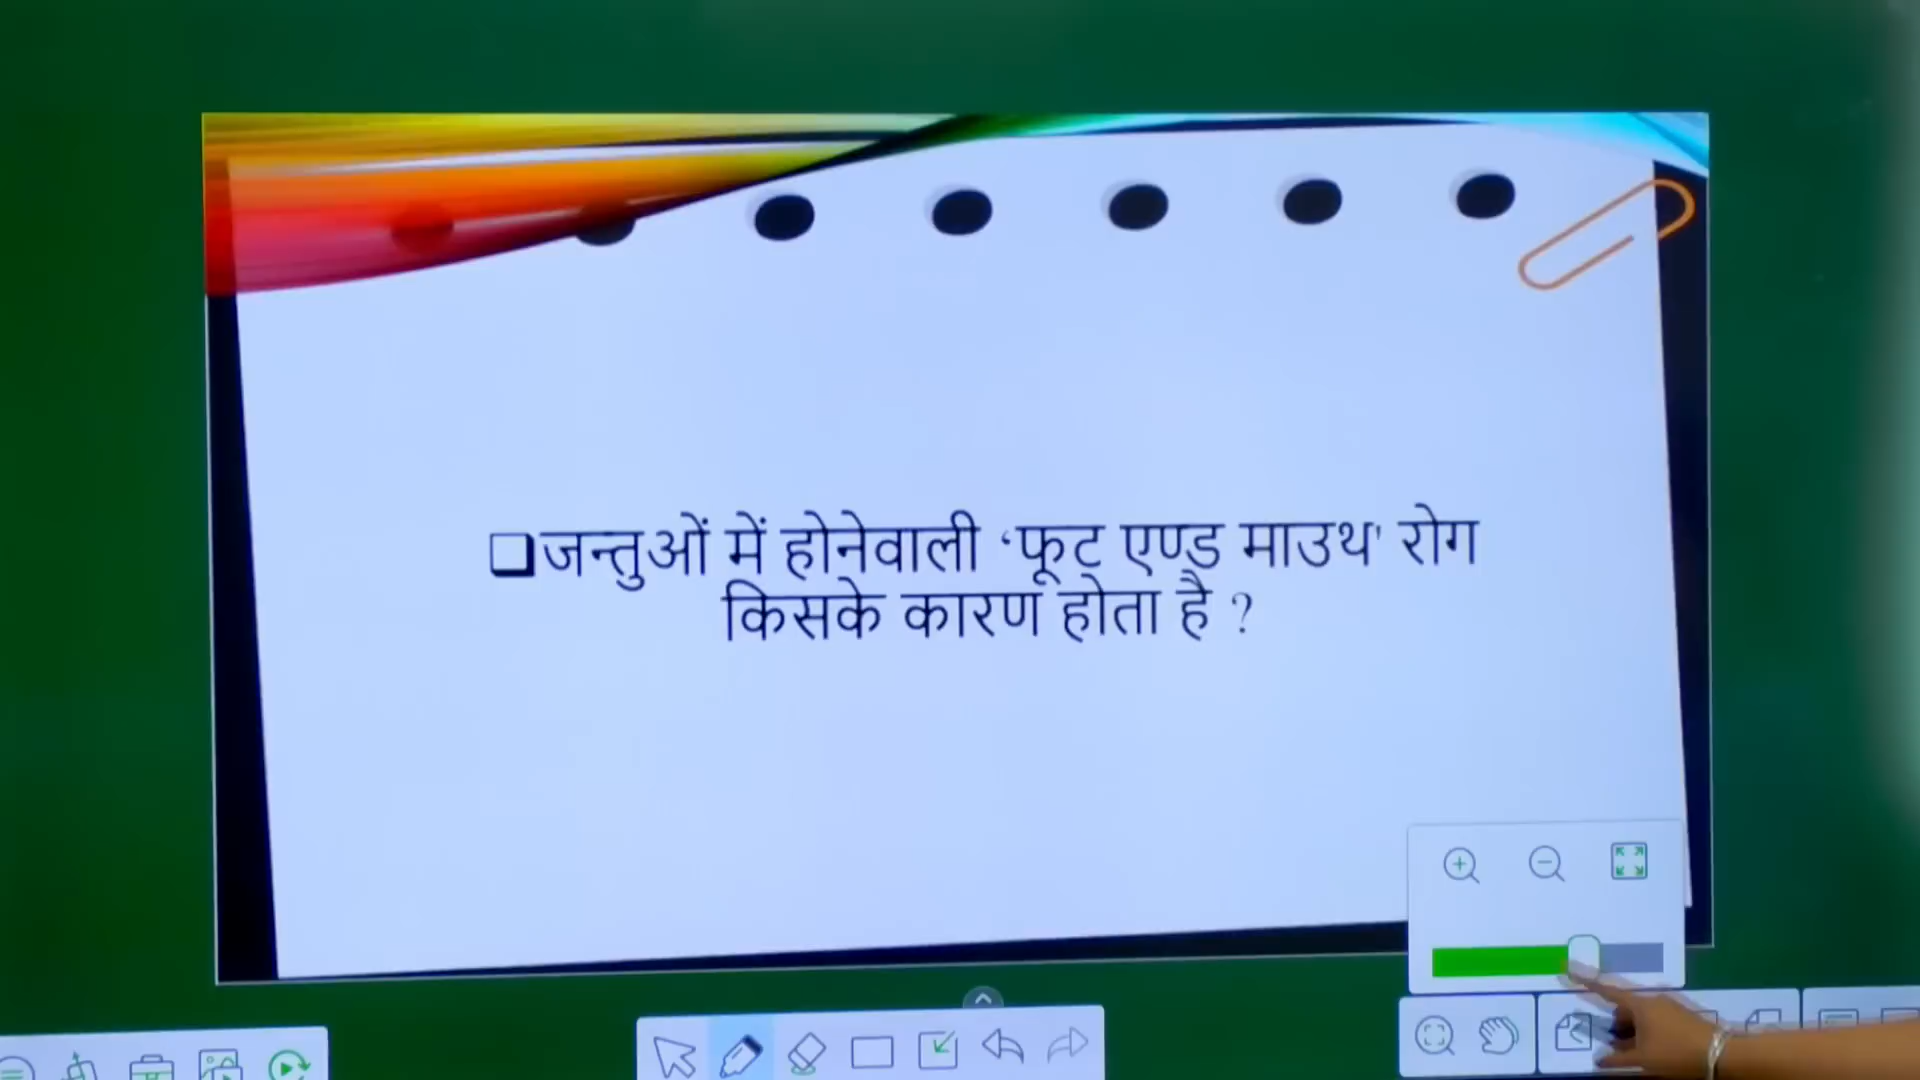 ❑जन्तुओं में होनेवाली ‘फूट एण्ड माउथ' रोग
किसके कारण होता है ?